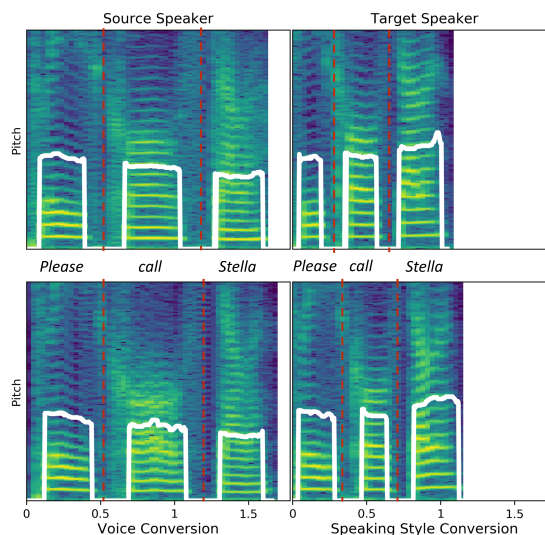 Source Speaker Target Speaker
Pitch
Please call Stella Please call Stella
Pitch
0 0.5 1 1.5 0 0.5 1 1.5
Voice Conversion Speaking Style Conversion